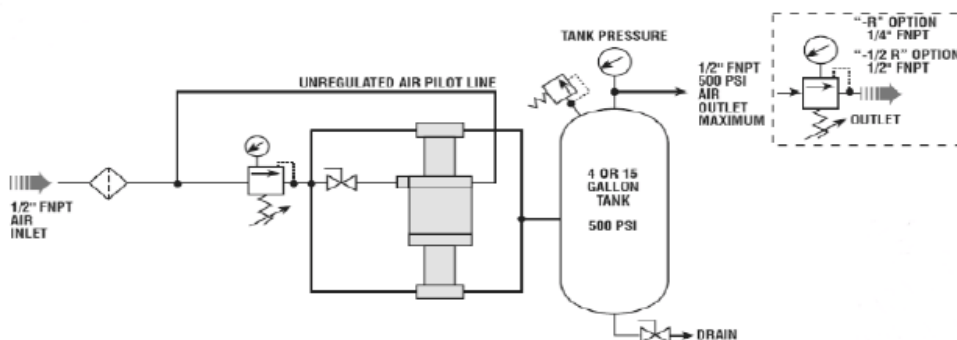 "-R" OPTION
1/4" FNPT
"-1/2 R" OPTION
1/2" FNPT
TANK PRESSURE
UNREGULATED AIR PILOT LINE
1/2" FNPT
500 PSI
AIR
OUTLET
MAXIMUM
OUTLET
4 OR 15
GALLON
TANK
500 PSI
1/2" FNPT
AIR
INLET
DRAIN